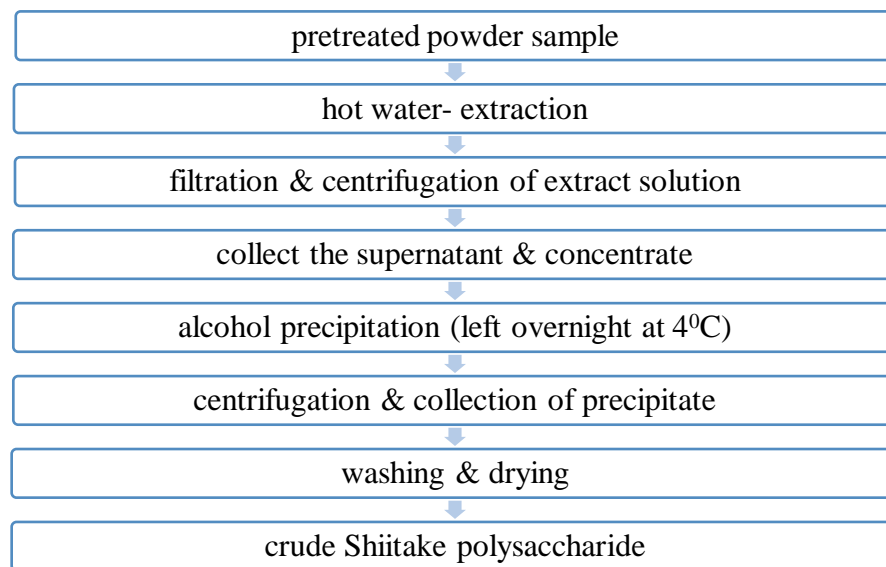 pretreated powder sample
hot water- extraction
filtration & centrifugation of extract solution
collect the supernatant & concentrate
alcohol precipitation (left overnight at 4⁰C)
centrifugation & collection of precipitate
washing & drying
crude Shiitake polysaccharide